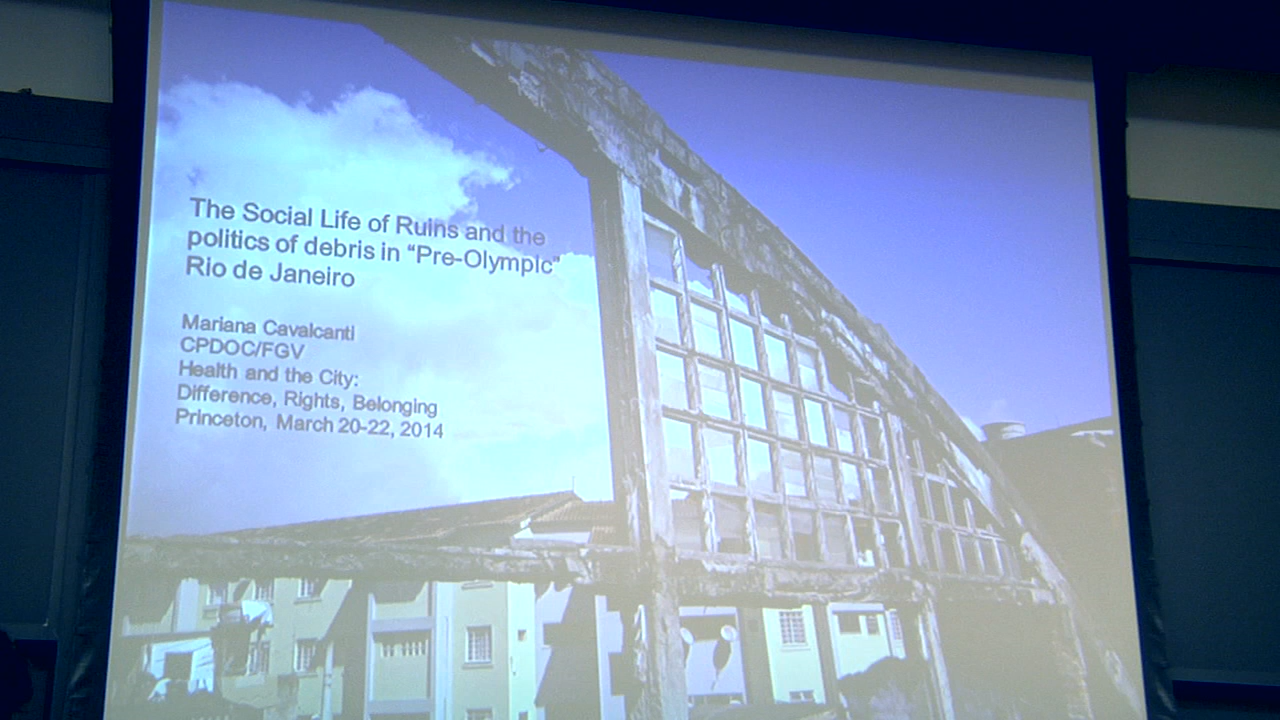 The Social Life of Ruins and the
politics of debris in “Pre-Olympic”
Rio de Janeiro
Mariana Cavalcanti
CPDOC/FGV
Health and the City:
Difference, Rights, Belonging
Princeton, March 20-22, 2014